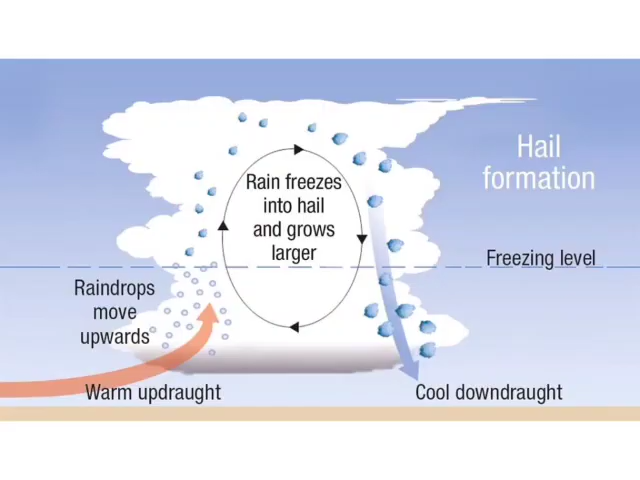 Hail
formation
Rain freezes
into hail
and grows
larger
Freezing level
Raindrops
move
upwards
Warm updraught
Cool downdraught